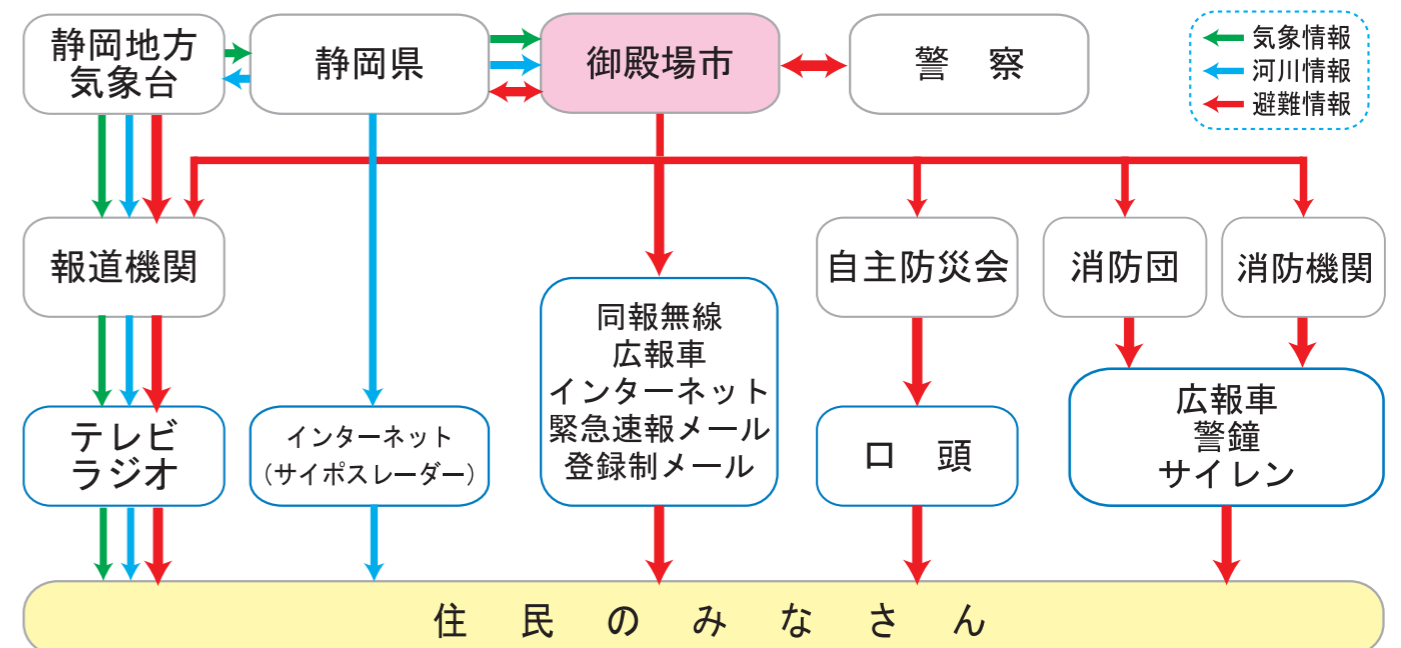 静岡地方
気象台
静岡県
御殿場市
警 察
気象情報
河川情報
避難情報
報道機関
自主防災会
消防団
消防機関
同報無線
広報車
インターネット
緊急速報メール
登録制メール
テレビ
ラジオ
インターネット
（サイポスレーダー）
口 頭
広報車
警鐘
サイレン
住 民 の み な さ ん